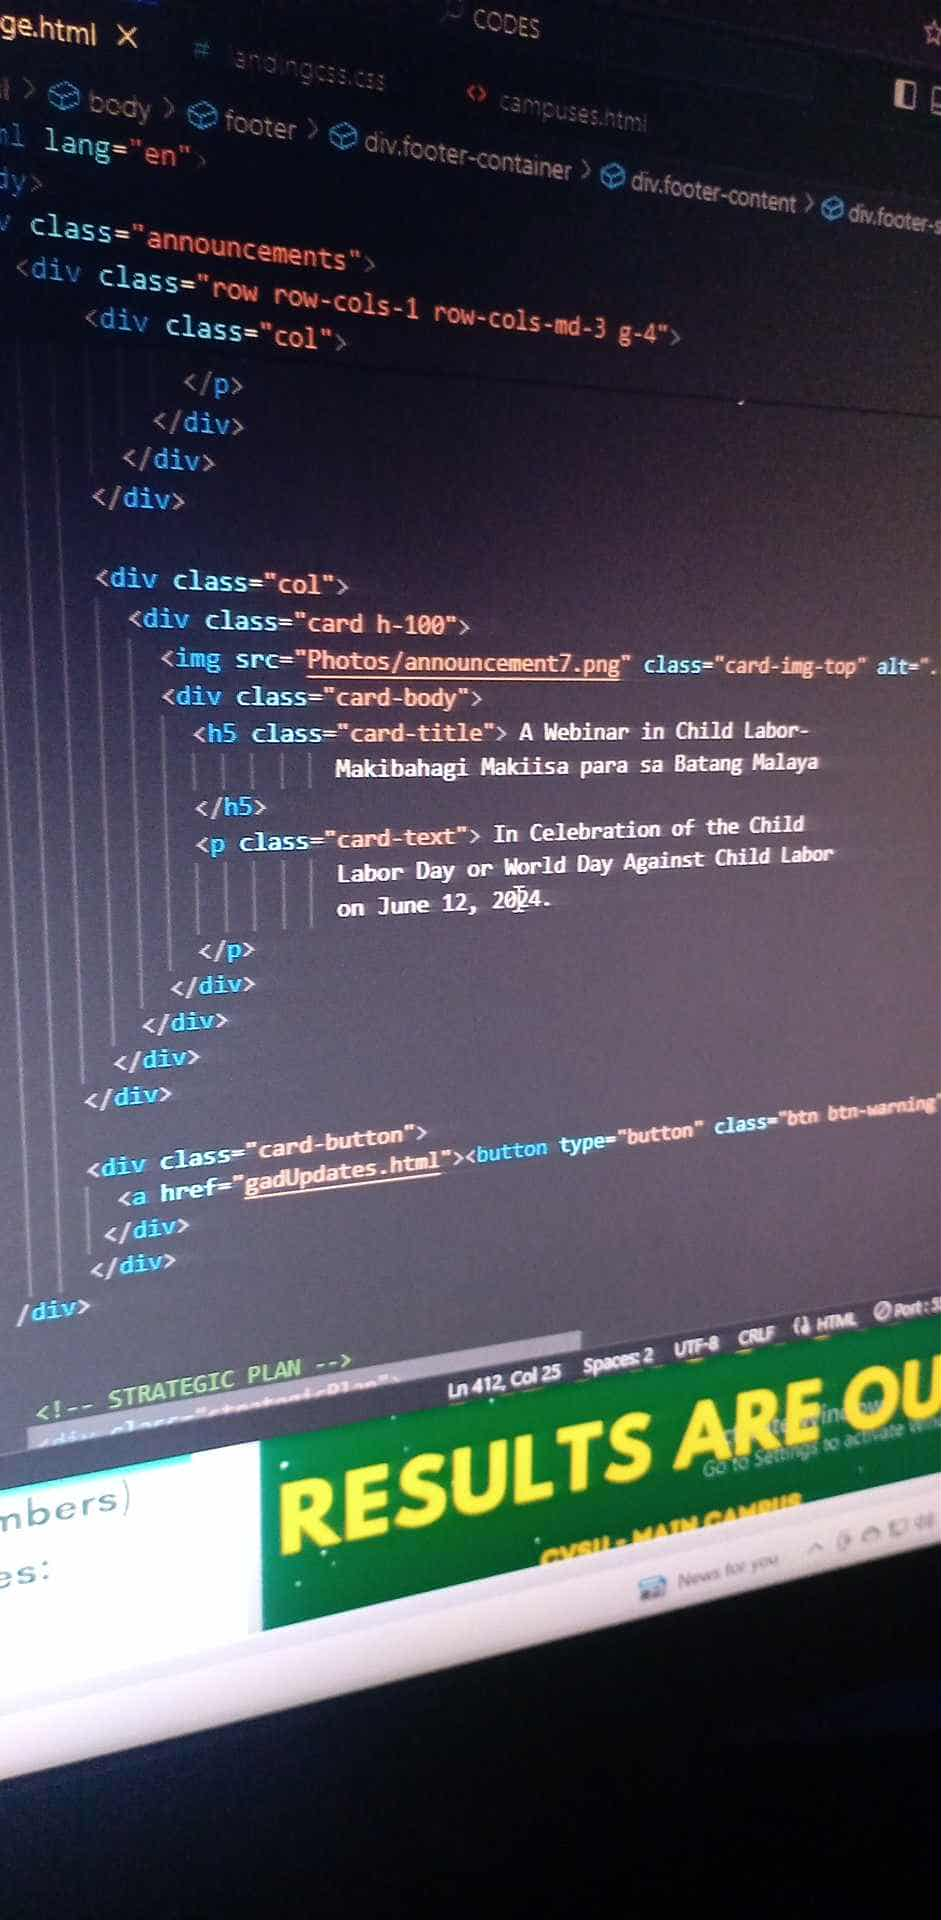 CODES
ge.html
# landingcss.css
<> campuses.html
> body > footer > div.footer-container > div.footer-content > div.footer-s
ml lang="en">
dy>
v class="announcements">
<div class="row row-cols-1 row-cols-md-3 g-4">
<div class="col">
</p>
</div>
</div>
</div>
<div class="col">
<div class="card h-100">
<img src="Photos/announcement7.png" class="card-img-top" alt=".
<div class="card-body">
<h5 class="card-title"> A Webinar in Child Labor-
Makibahagi Makiisa para sa Batang Malaya
</h5>
<p class="card-text"> In Celebration of the Child
Labor Day or World Day Against Child Labor
on June 12, 2024.
</p>
</div>
</div>
</div>
</div>
<div class="card-button">
<a href="gadUpdates.html"><button type="button" class="btn btn-warning"
</div>
</div>
/div>
<!-- STRATEGIC PLAN -->
<div class="strategicPlan">
Ln 412, Col 25 Spaces: 2 UTF-8 CRLF HTML Port : 5
mbers)
es:
RESULTS ARE OU
Go to Settings to activate Win
CVSU - MAIN CAMPUS
News for you